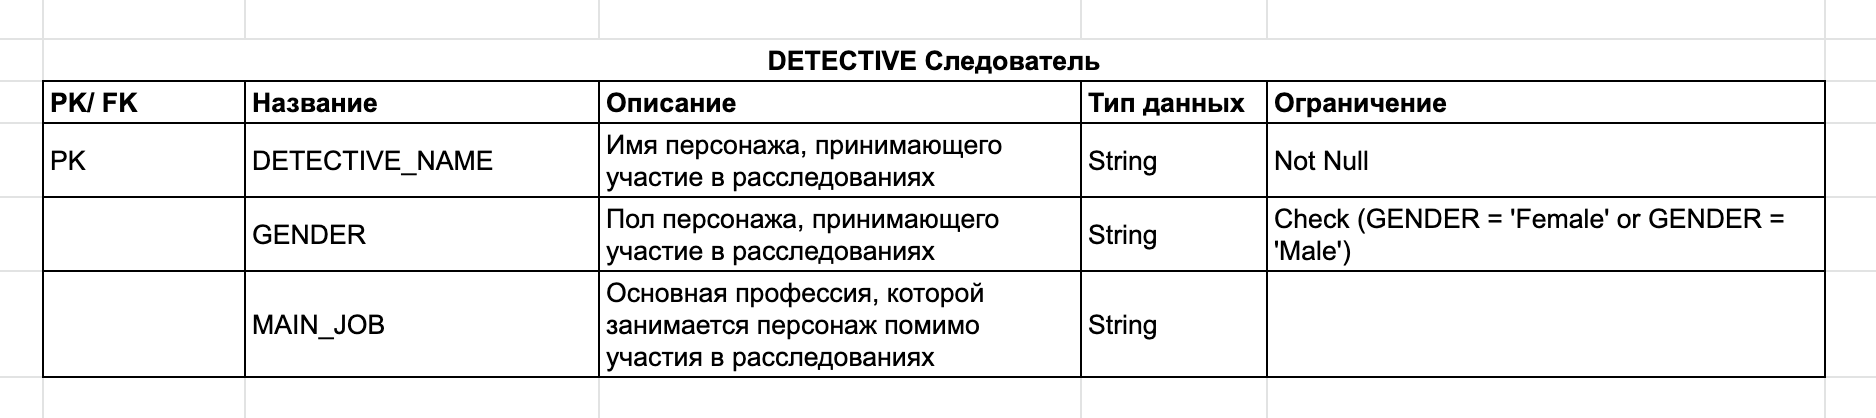 DETECTIVE Следователь
PK/ FK
Название
Описание
Тип данных
Ограничение
PK
DETECTIVE_NAME
Имя персонажа, принимающего
участие в расследованиях
String
Not Null
GENDER
Пол персонажа, принимающего
участие в расследованиях
String
Check (GENDER = 'Female' or GENDER =
'Male')
MAIN_JOB
Основная профессия, которой
занимается персонаж помимо
участия в расследованиях
String